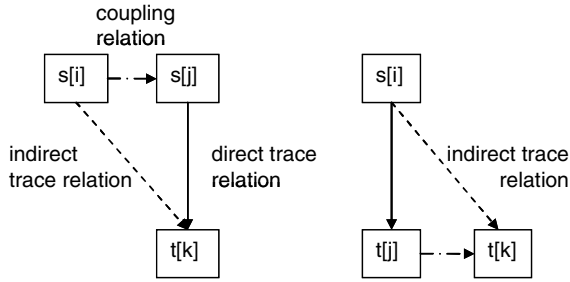 coupling
relation
s[i]
s[j]
s[i]
indirect
trace relation
direct trace
relation
indirect trace
relation
t[k]
t[j]
t[k]